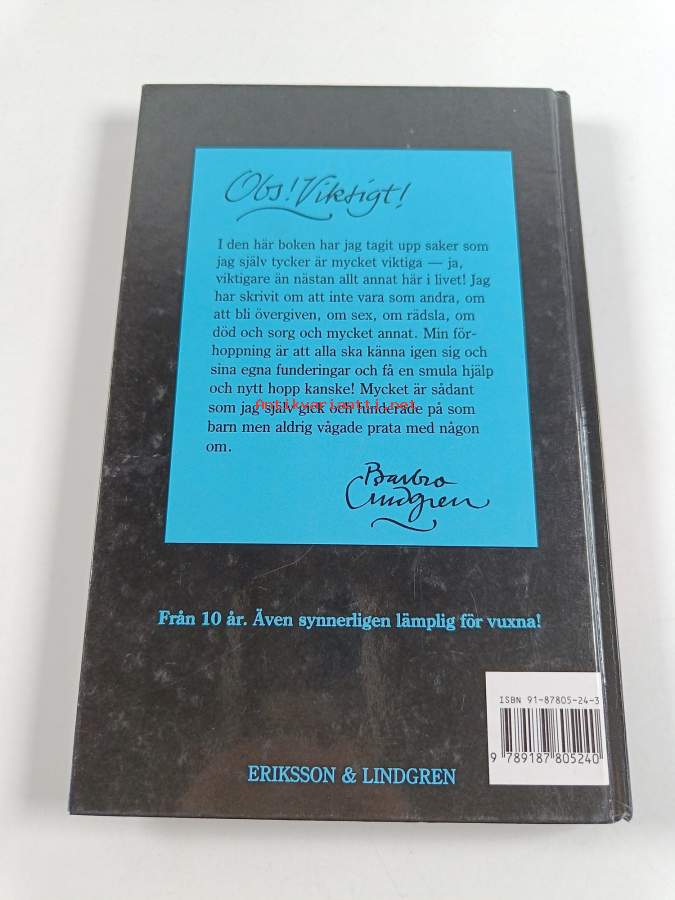 Obs! Viktigt!
I den här boken har jag tagit upp saker som
jag själv tycker är mycket viktiga — ja,
viktigare än nästan allt annat här i livet! Jag
har skrivit om att inte vara som andra, om
att bli övergiven, om sex, om rädsla, om
död och sorg och mycket annat. Min för-
hoppning är att alla ska känna igen sig och
sina egna funderingar och få en smula hjälp
och nytt hopp kanske! Mycket är sådant
Antikvariaatti.net
som jag själv gick och funderade på som
barn men aldrig vågade prata med någon
om.
Barbro
Lindgren
Från 10 år. Även synnerligen lämplig för vuxna!
ISBN 91-87805-24-3
9 789187 805240
ERIKSSON & LINDGREN